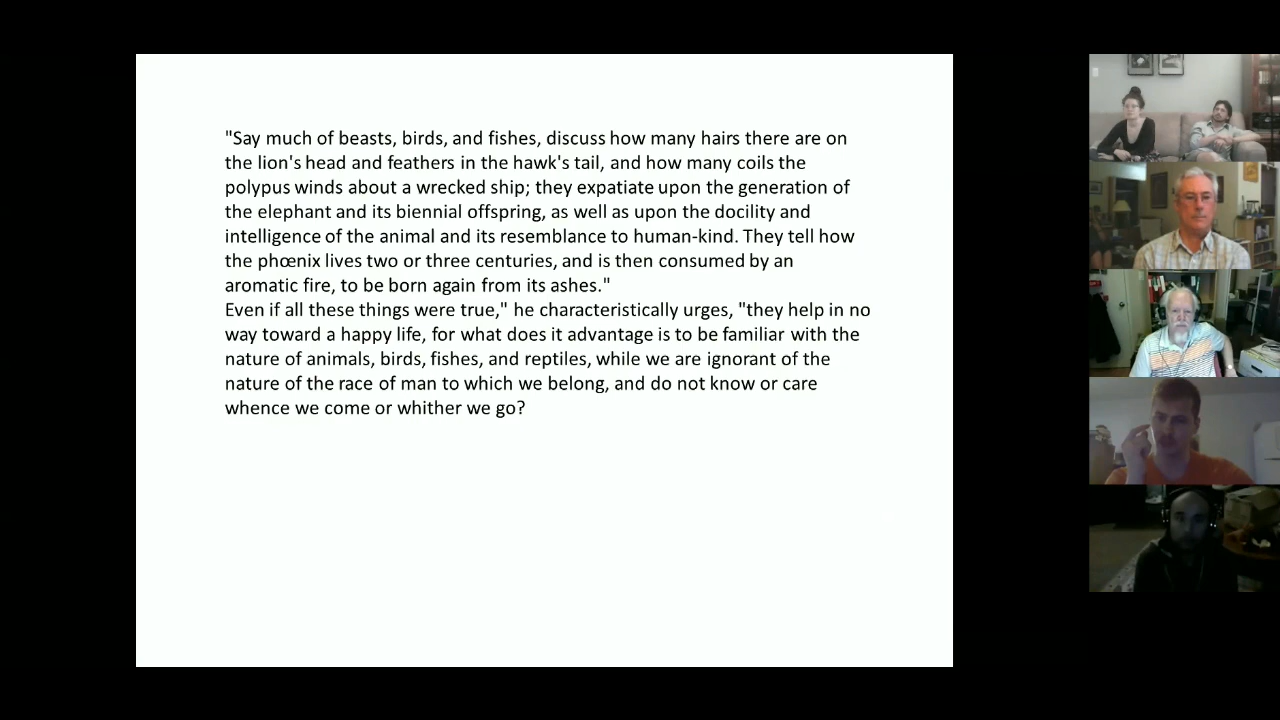 "Say much of beasts, birds, and fishes, discuss how many hairs there are on
the lion's head and feathers in the hawk's tail, and how many coils the
polypus winds about a wrecked ship; they expatiate upon the generation of
the elephant and its biennial offspring, as well as upon the docility and
intelligence of the animal and its resemblance to human-kind. They tell how
the phœnix lives two or three centuries, and is then consumed by an
aromatic fire, to be born again from its ashes."
Even if all these things were true," he characteristically urges, "they help in no
way toward a happy life, for what does it advantage is to be familiar with the
nature of animals, birds, fishes, and reptiles, while we are ignorant of the
nature of the race of man to which we belong, and do not know or care
whence we come or whither we go?